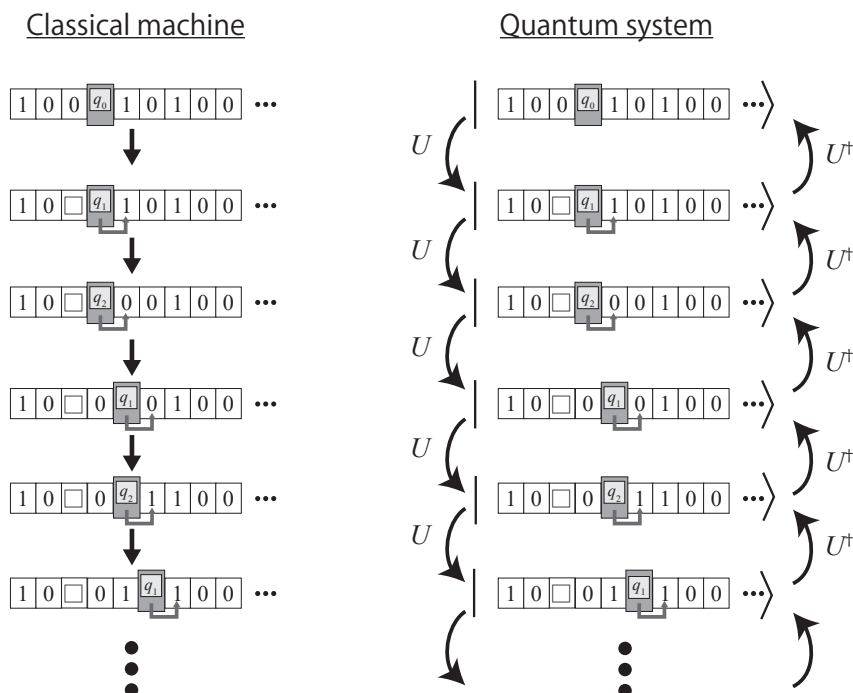 Classical machine Quantum system
1 0 0 q₀ 1 0 1 0 0 ••• | 1 0 0 q₀ 1 0 1 0 0 •••⟩
U U†
1 0 □ q₁ 1 0 1 0 0 ••• | 1 0 □ q₁ 1 0 1 0 0 •••⟩
U U†
1 0 □ q₂ 0 0 1 0 0 ••• | 1 0 □ q₂ 0 0 1 0 0 •••⟩
U U†
1 0 □ 0 q₁ 0 1 0 0 ••• | 1 0 □ 0 q₁ 0 1 0 0 •••⟩
U U†
1 0 □ 0 q₂ 1 1 0 0 ••• | 1 0 □ 0 q₂ 1 1 0 0 •••⟩
U U†
1 0 □ 0 1 q₁ 1 0 0 ••• | 1 0 □ 0 1 q₁ 1 0 0 •••⟩